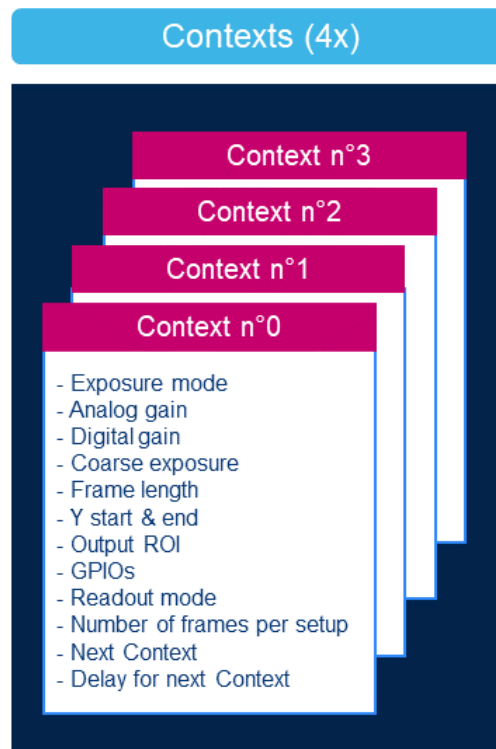 Contexts (4x)
Context n°3
Context n°2
Context n°1
Context n°0
- Exposure mode
- Analog gain
- Digital gain
- Coarse exposure
- Frame length
- Y start & end
- Output ROI
- GPIOs
- Readout mode
- Number of frames per setup
- Next Context
- Delay for next Context